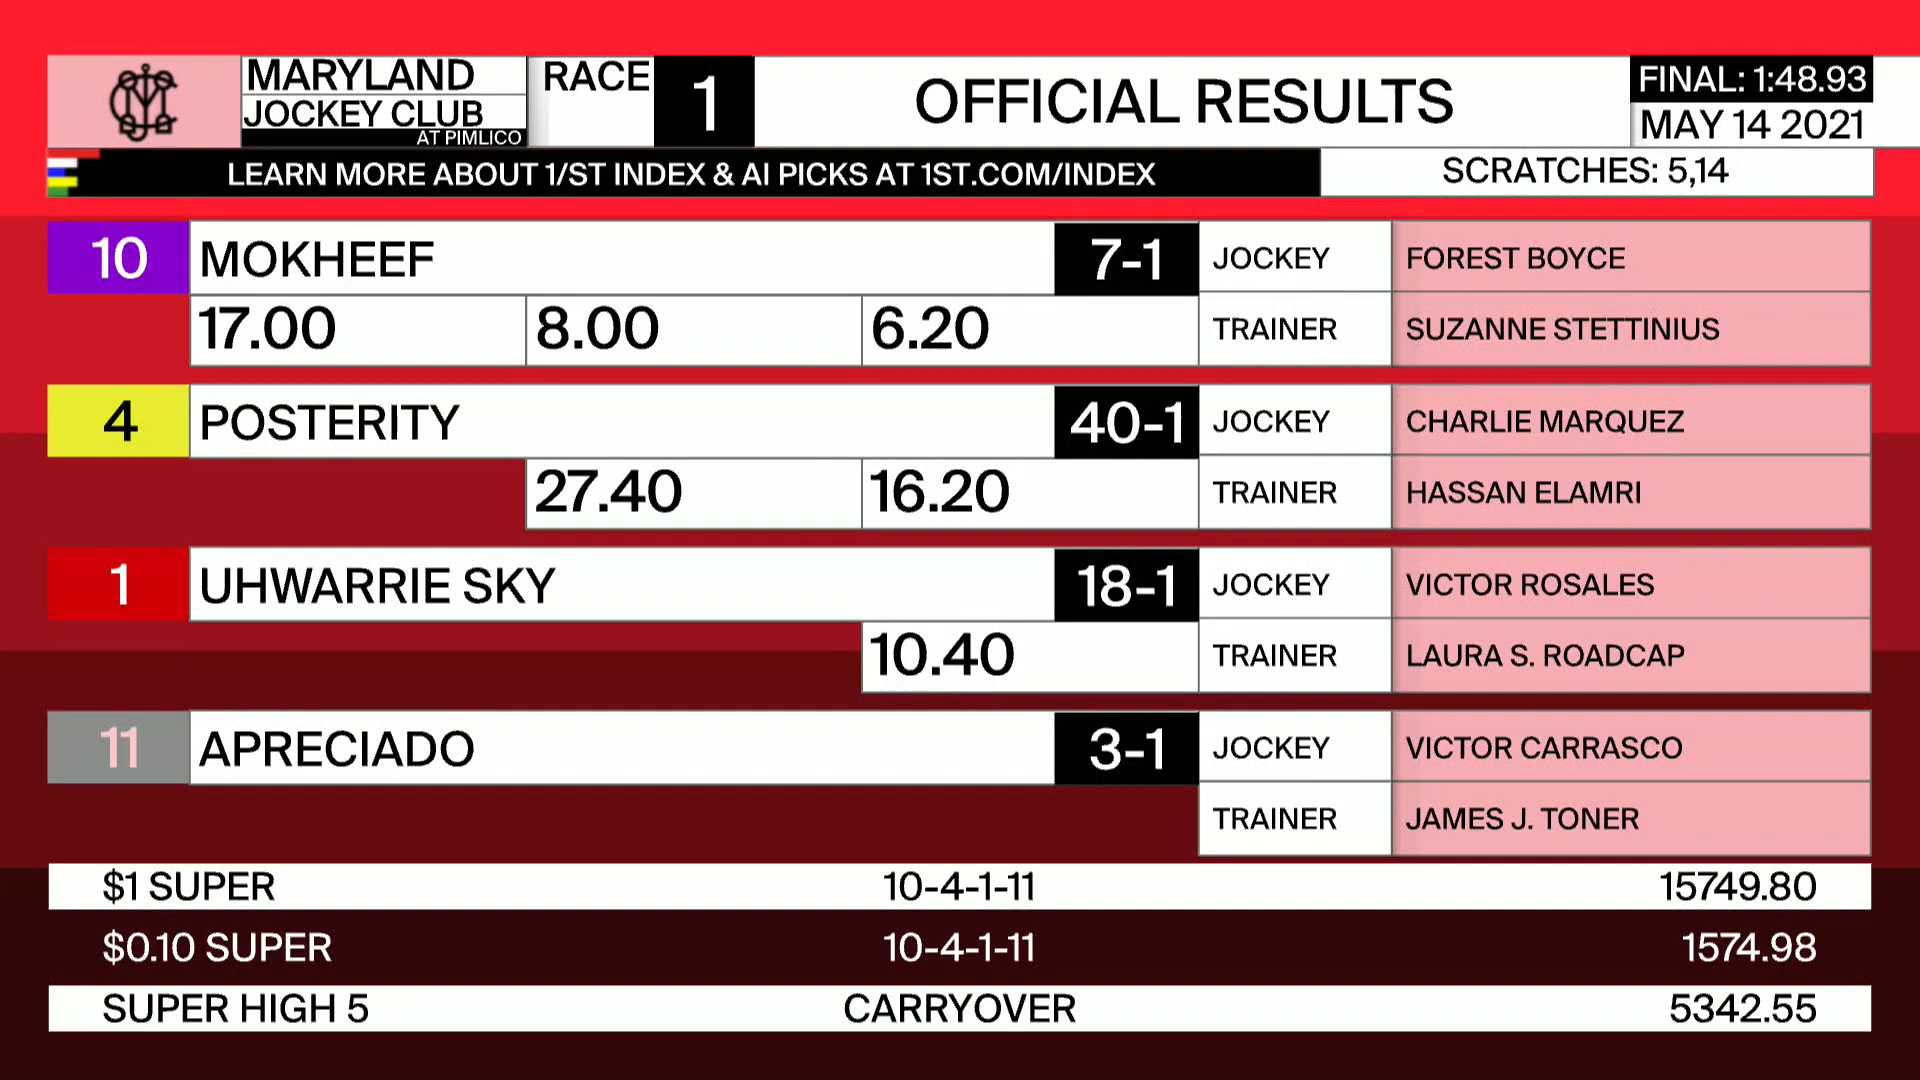 MARYLAND
JOCKEY CLUB
AT PIMLICO
RACE 1
OFFICIAL RESULTS
FINAL: 1:48.93
MAY 14 2021
LEARN MORE ABOUT 1/ST INDEX & AI PICKS AT 1ST.COM/INDEX
SCRATCHES: 5,14
10 MOKHEEF 7-1 JOCKEY FOREST BOYCE
17.00 8.00 6.20 TRAINER SUZANNE STETTINIUS
4 POSTERITY 40-1 JOCKEY CHARLIE MARQUEZ
27.40 16.20 TRAINER HASSAN ELAMRI
1 UHWARRIE SKY 18-1 JOCKEY VICTOR ROSALES
10.40 TRAINER LAURA S. ROADCAP
11 APRECIADO 3-1 JOCKEY VICTOR CARRASCO
TRAINER JAMES J. TONER
$1 SUPER 10-4-1-11 15749.80
$0.10 SUPER 10-4-1-11 1574.98
SUPER HIGH 5 CARRYOVER 5342.55